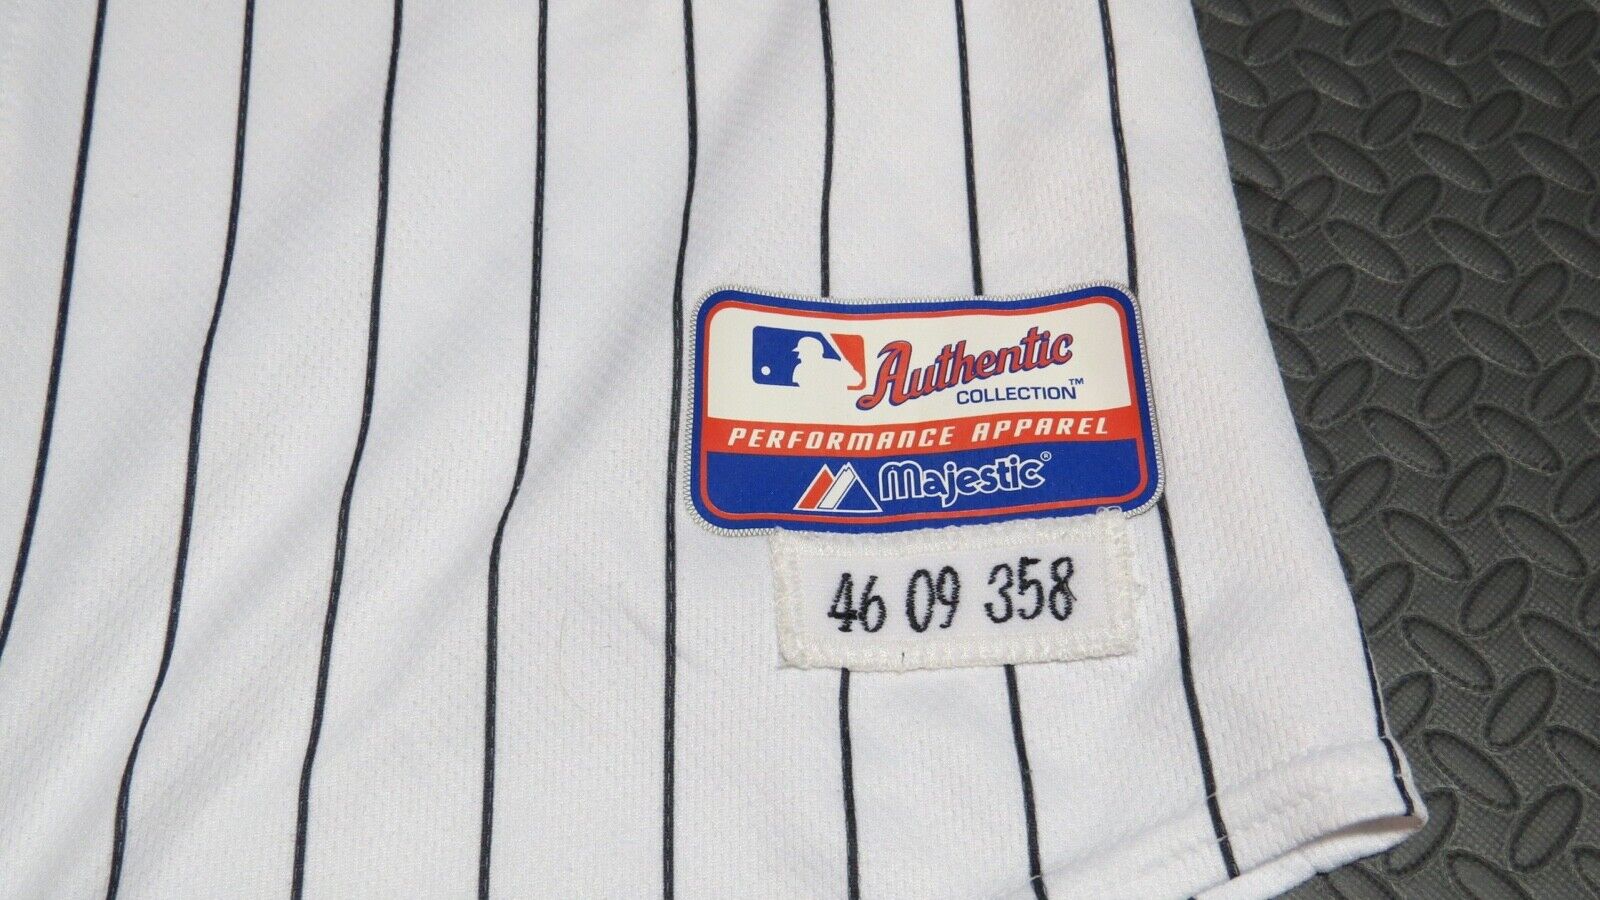 Authentic
COLLECTION™
PERFORMANCE APPAREL
Majestic®
46 09 358